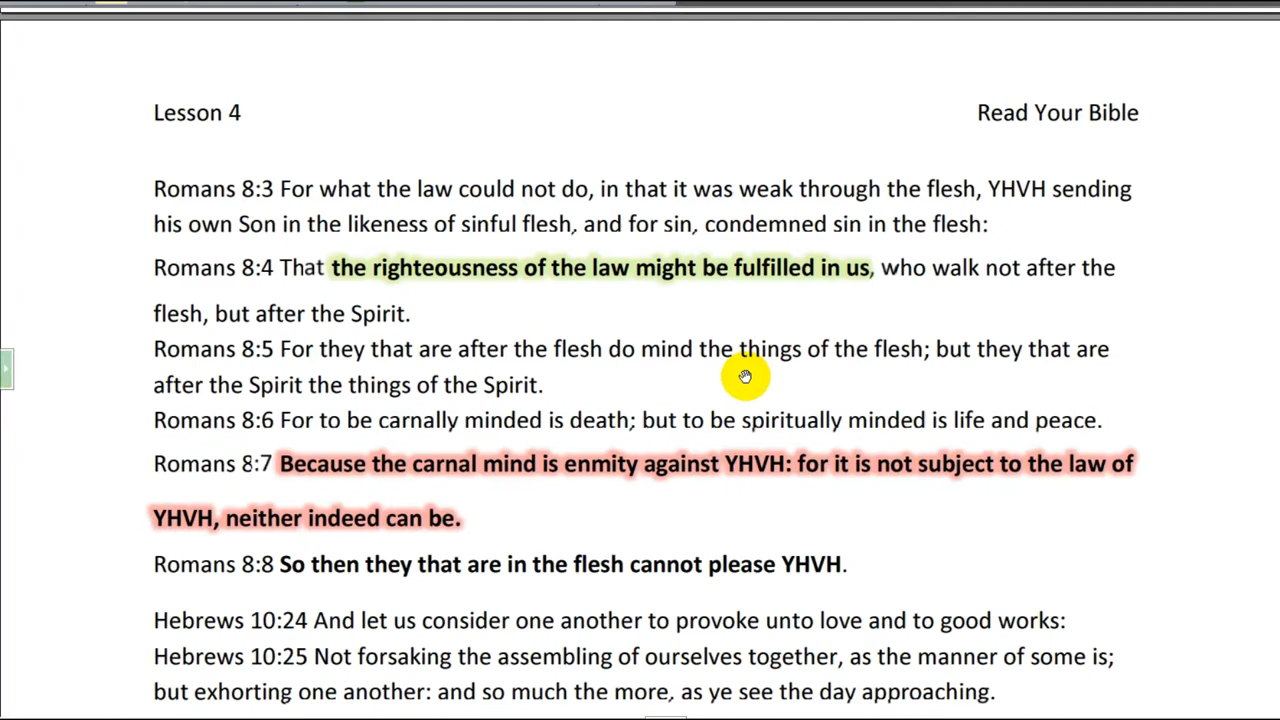 Lesson 4 Read Your Bible
Romans 8:3 For what the law could not do, in that it was weak through the flesh, YHVH sending
his own Son in the likeness of sinful flesh, and for sin, condemned sin in the flesh:
Romans 8:4 That the righteousness of the law might be fulfilled in us, who walk not after the
flesh, but after the Spirit.
Romans 8:5 For they that are after the flesh do mind the things of the flesh; but they that are
after the Spirit the things of the Spirit.
Romans 8:6 For to be carnally minded is death; but to be spiritually minded is life and peace.
Romans 8:7 Because the carnal mind is enmity against YHVH: for it is not subject to the law of
YHVH, neither indeed can be.
Romans 8:8 So then they that are in the flesh cannot please YHVH.
Hebrews 10:24 And let us consider one another to provoke unto love and to good works:
Hebrews 10:25 Not forsaking the assembling of ourselves together, as the manner of some is;
but exhorting one another: and so much the more, as ye see the day approaching.